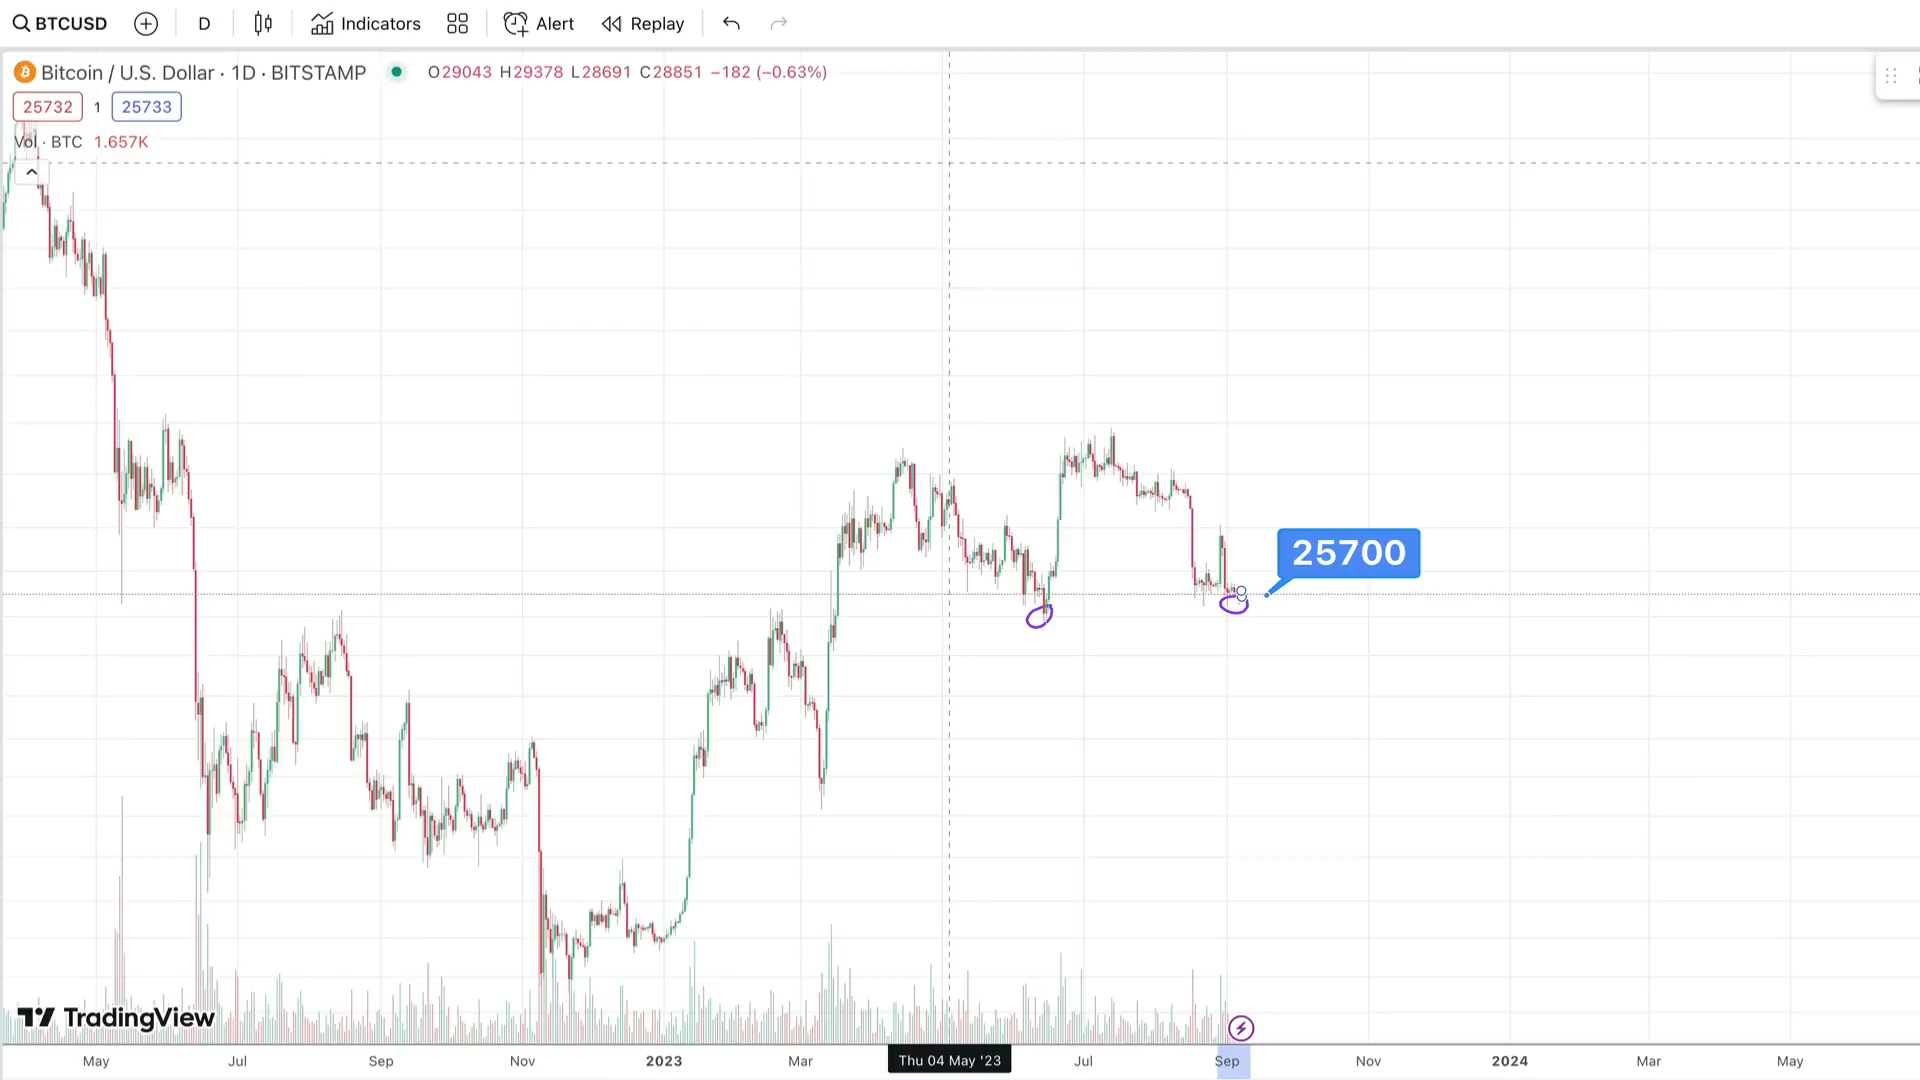 BTCUSD D Indicators Alert Replay
Bitcoin / U.S. Dollar · 1D · BITSTAMP O29043 H29378 L28691 C28851 −182 (−0.63%)
25732 1 25733
Vol · BTC 1.657K
25700
TradingView
May Jul Sep Nov 2023 Mar Thu 04 May '23 Jul Sep Nov 2024 Mar May